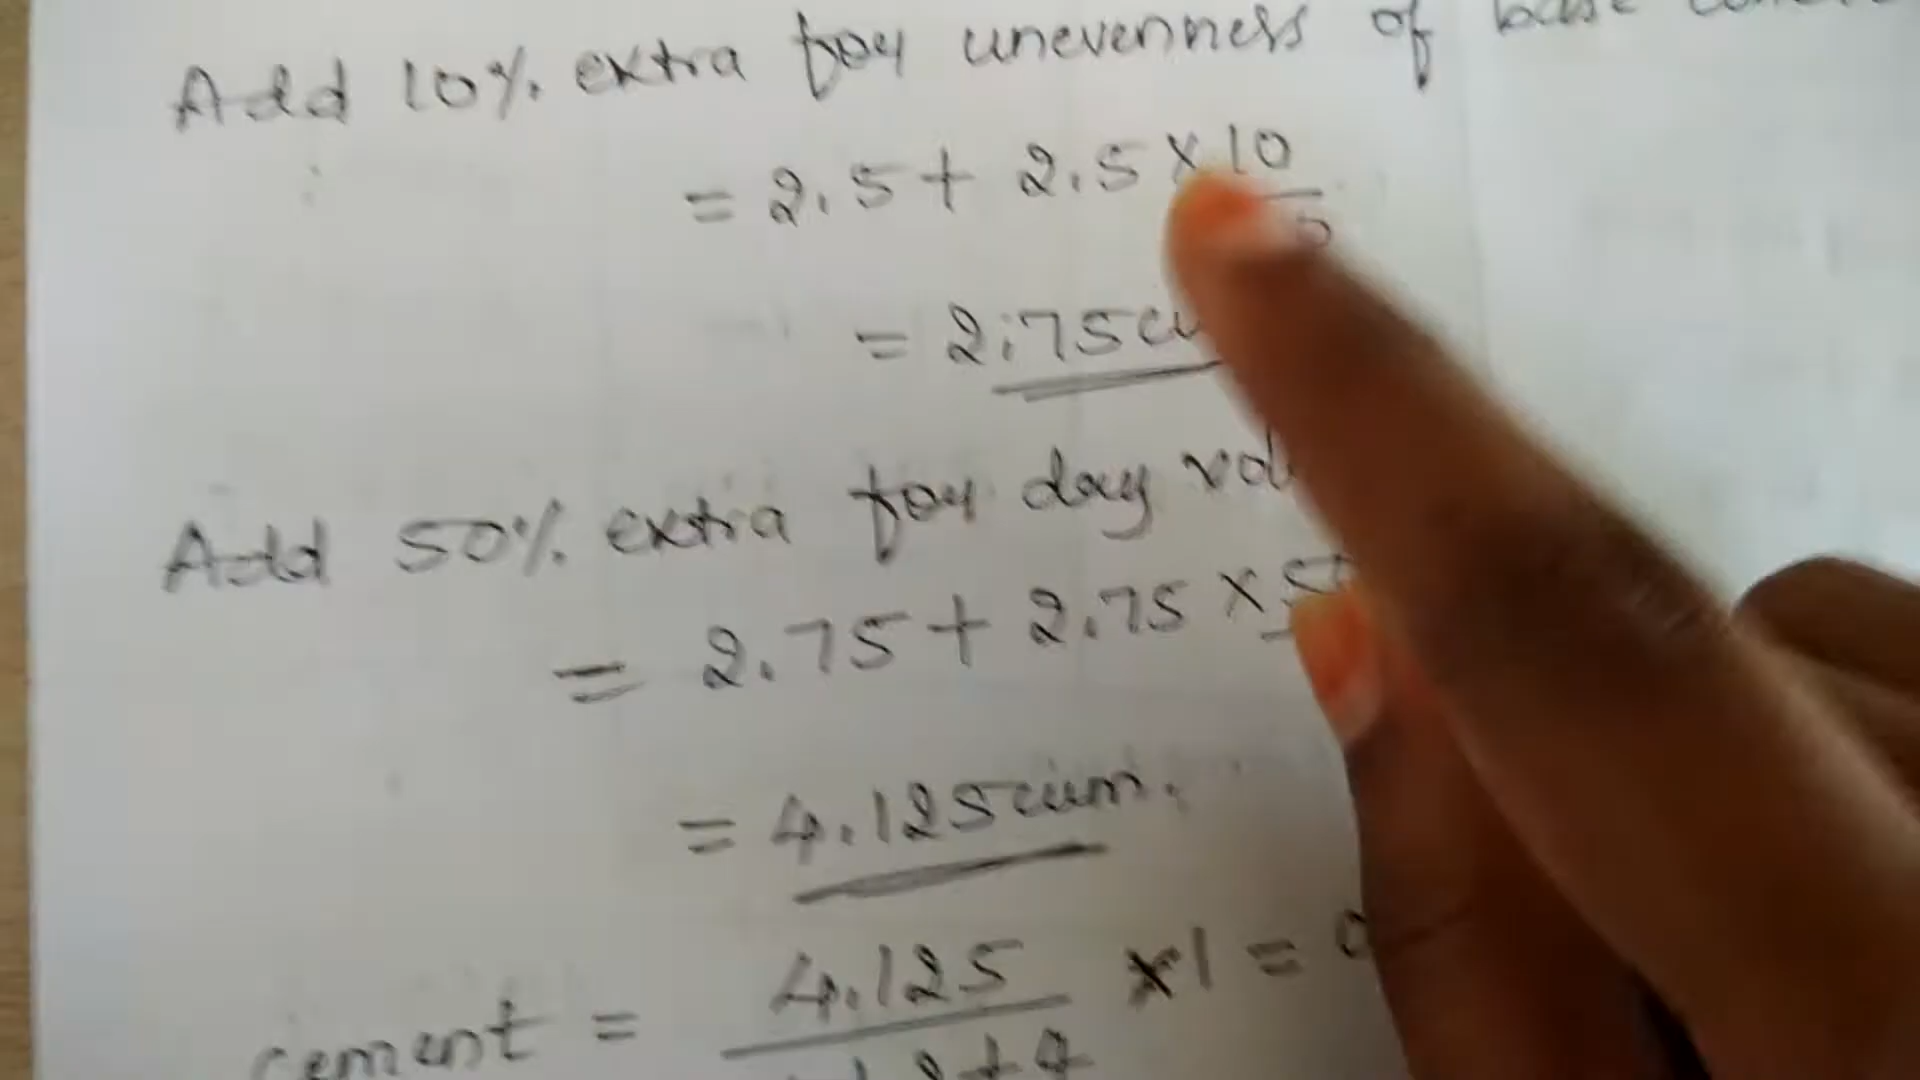 Add 10% extra for unevenness of base
= 2.5 + 2.5 × 10
= 2.75
Add 50% extra for dry
= 2.75 + 2.75 ×
= 4.125 cum.
4.125 × 1 =
cement =